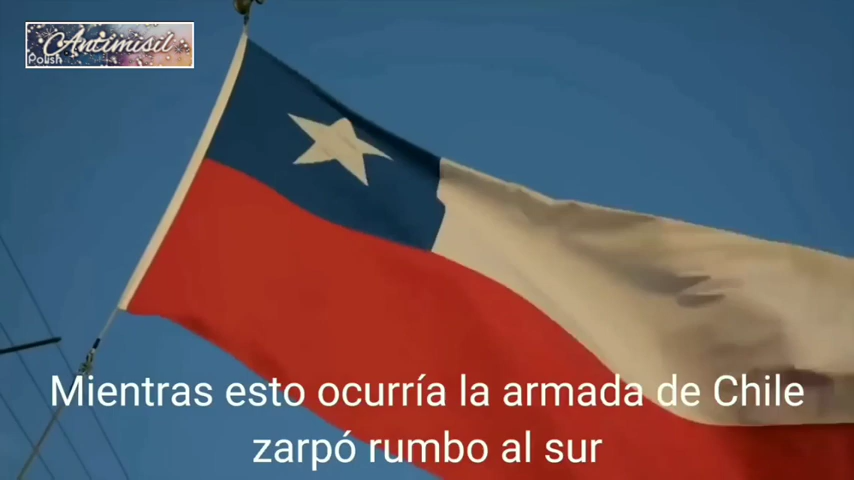 Antimisil
Polish
Mientras esto ocurría la armada de Chile
zarpó rumbo al sur